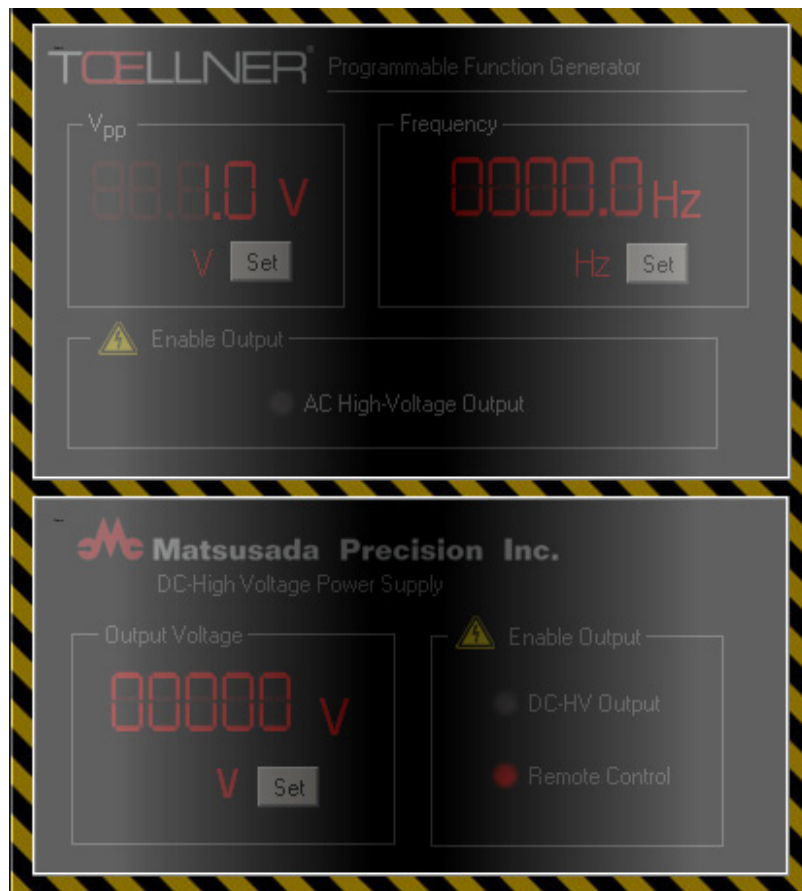 TOELLNER®
Programmable Function Generator
Vpp
1.0 V
V Set
Frequency
0000.0 Hz
Hz Set
Enable Output
AC High-Voltage Output
Matsusada Precision Inc.
DC-High Voltage Power Supply
Output Voltage
00000 V
V Set
Enable Output
DC-HV Output
Remote Control